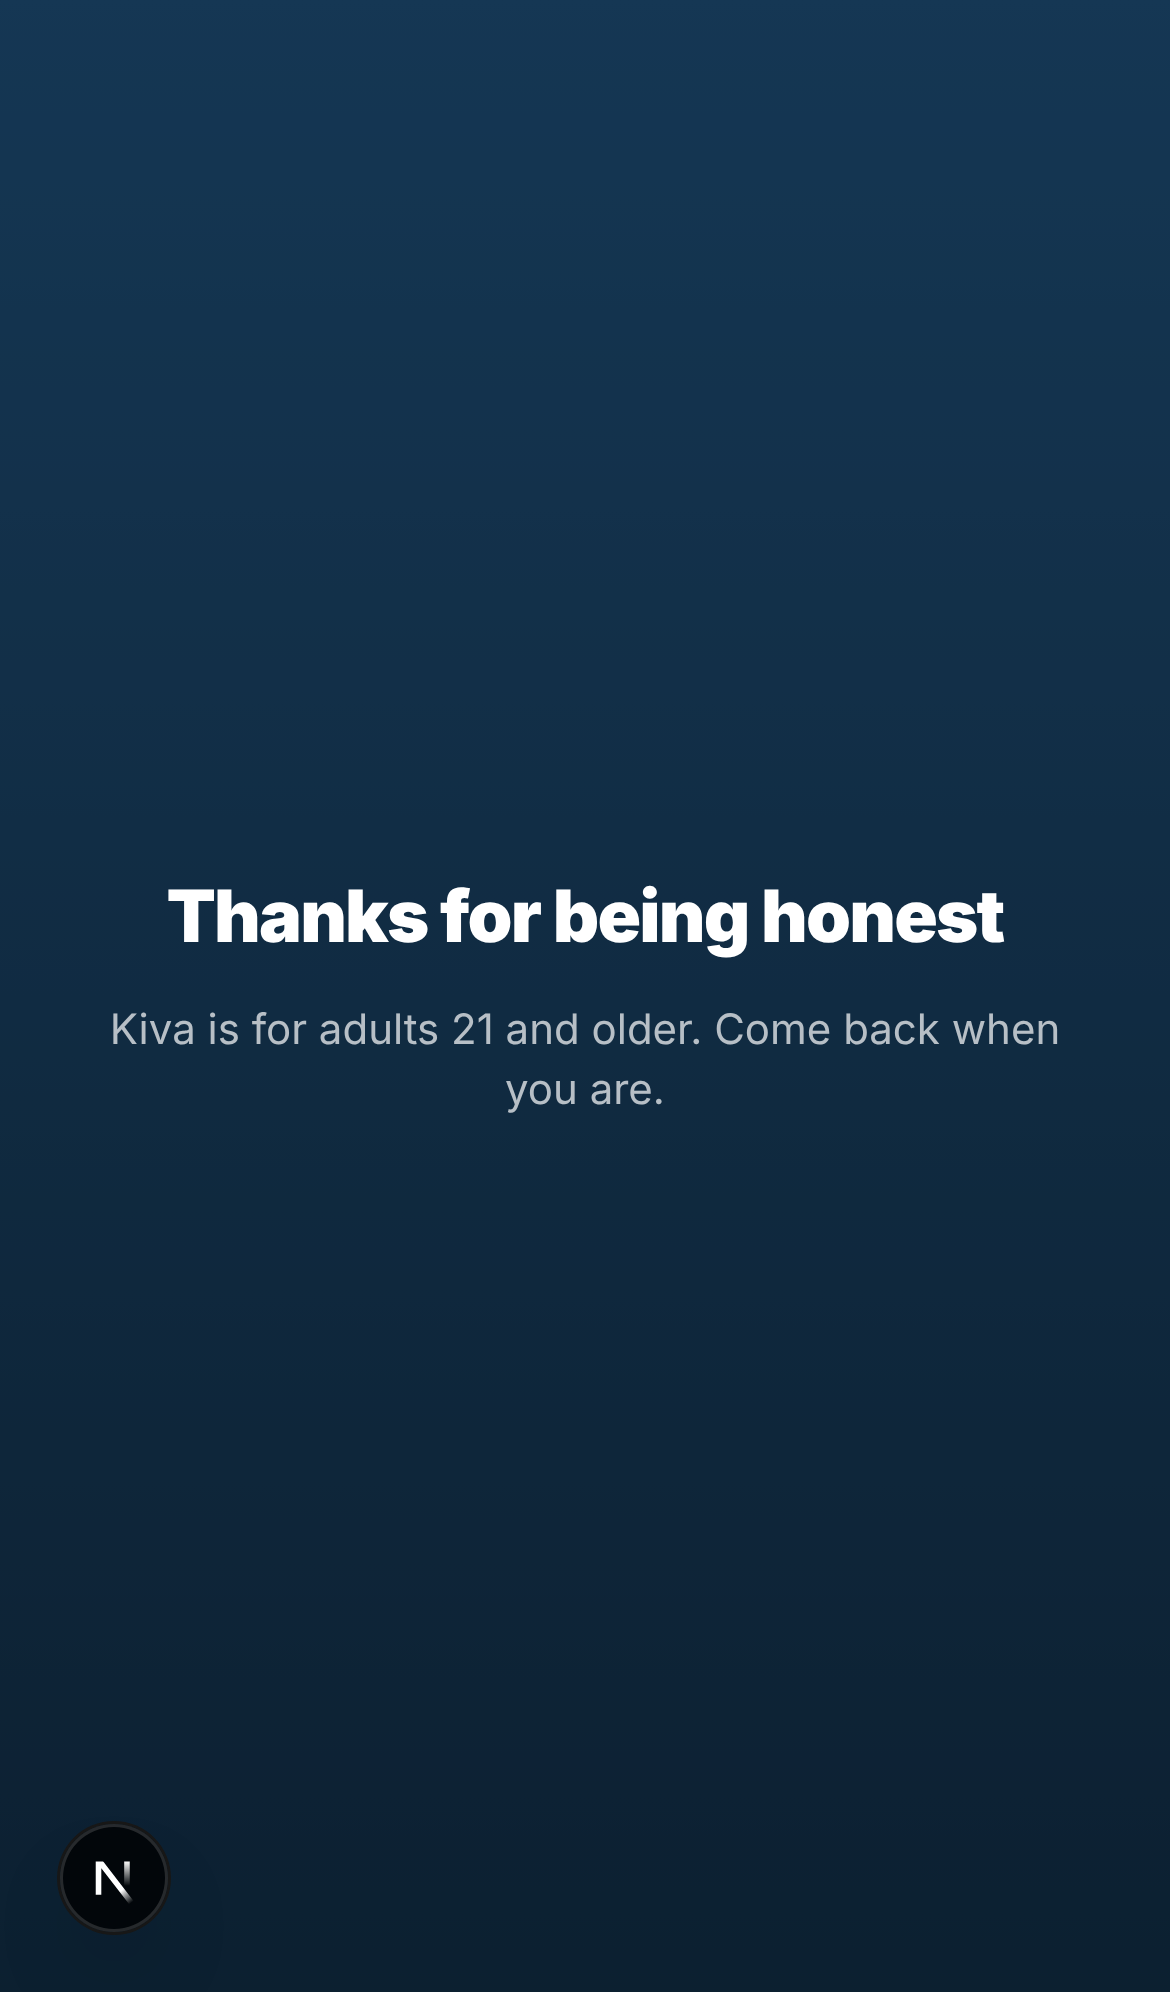 Thanks for being honest
Kiva is for adults 21 and older. Come back when
you are.
N